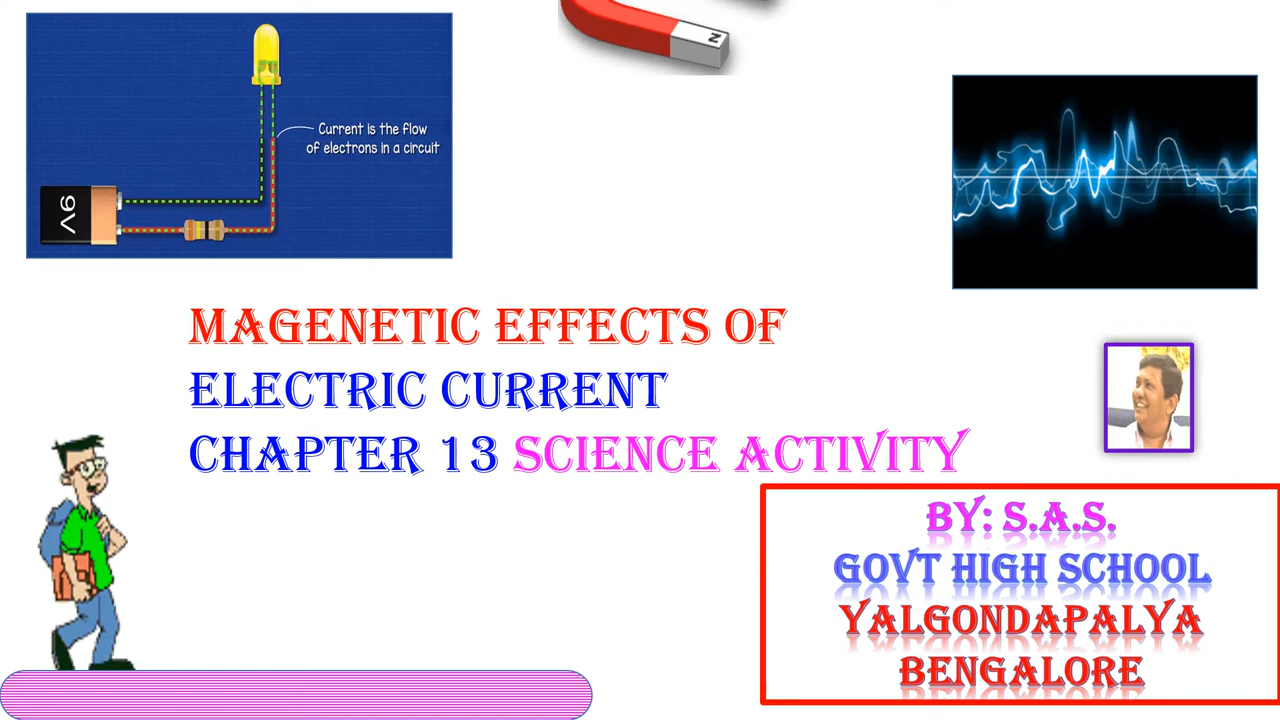 N
Current is the flow
of electrons in a circuit
9V
MAGENETIC EFFECTS OF
ELECTRIC CURRENT
CHAPTER 13 SCIENCE ACTIVITY
BY: S.A.S.
GOVT HIGH SCHOOL
YALGONDAPALYA
BENGALORE